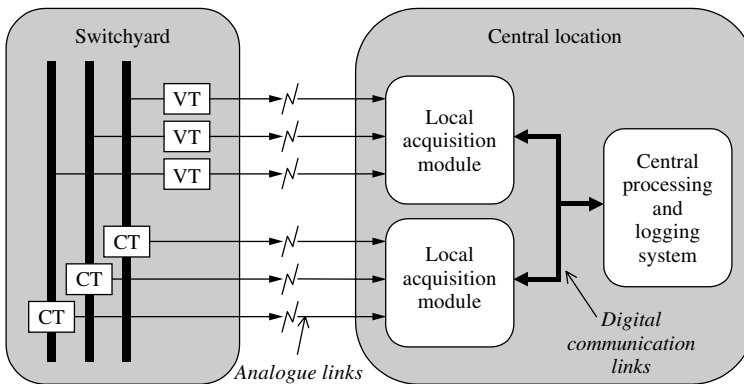 Switchyard
Central location
VT
VT
VT
Local
acquisition
module
Central
processing
and
logging
system
CT
CT
CT
Local
acquisition
module
Digital
communication
links
Analogue links